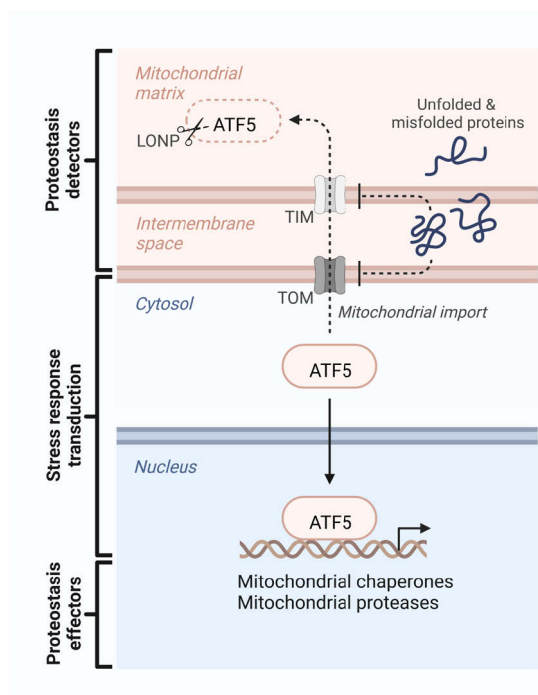 Proteostasis
detectors
Mitochondrial
matrix
LONP
ATF5
Unfolded &
misfolded proteins
TIM
Intermembrane
space
TOM
Mitochondrial import
Stress response
transduction
Cytosol
ATF5
Nucleus
ATF5
Proteostasis
effectors
Mitochondrial chaperones
Mitochondrial proteases